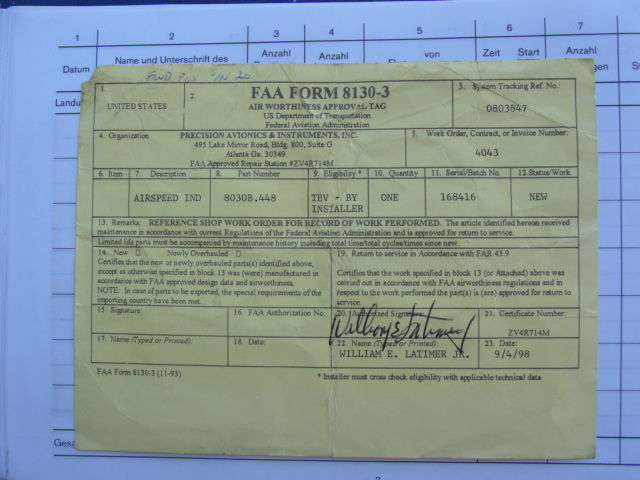 1 2 3 4 5 6 7
Datum Name und Unterschrift des Anzahl Anzahl von Zeit Start Anzahl
Landu
FWD POS S/N 20
1. UNITED STATES
2. FAA FORM 8130-3
AIR WORTHINESS APPROVAL TAG
US Department of Transportation
Federal Aviation Administration
3. System Tracking Ref. No.:
0803847
4. Organization PRECISION AVIONICS & INSTRUMENTS, INC.
495 Lake Mirror Road, Bldg. 800, Suite G
Atlanta Ga. 30349
FAA Approved Repair Station #ZV4R714M
5. Work Order, Contract, or Invoice Number:
4043
6. Item 7. Description 8. Part Number 9. Eligibility * 10. Quantity 11. Serial/Batch No. 12.Status/Work
AIRSPEED IND 8030B.448 TBV - BY INSTALLER ONE 168416 NEW
13. Remarks: REFERENCE SHOP WORK ORDER FOR RECORD OF WORK PERFORMED. The article identified hereon received
maintenance in accordance with current Regulations of the Federal Aviation Administration and is approved for return to service.
Limited life parts must be accompanied by maintenance history including total time/total cycles/times since new.
14. New Newly Overhauled
Certifies that the new or newly overhauled parts(s) identified above,
except as otherwise specified in block 13 was (were) manufactured in
accordance with FAA approved design data and airworthiness.
NOTE: In case of parts to be exported, the special requirements of the
importing country have been met.
19. Return to service in Accordance with FAR 43.9
Certifies that the work specified in block 13 (or Attached) above was
carried out in accordance with FAA airworthiness regulations and in
respect to the work performed the part(s) is (are) approved for return to
service.
15. Signature: 16. FAA Authorization No: 20. [Authorized Signature 21. Certificate Number:
William E. Latimer
ZV4R714M
17. Name (Typed or Printed): 18. Date: 22. Name (Typed or Printed): 23. Date:
WILLIAM E. LATIMER JR. 9/4/98
FAA Form 8130-3 (11-93) * Installer must cross check eligibility with applicable technical data
Gesa